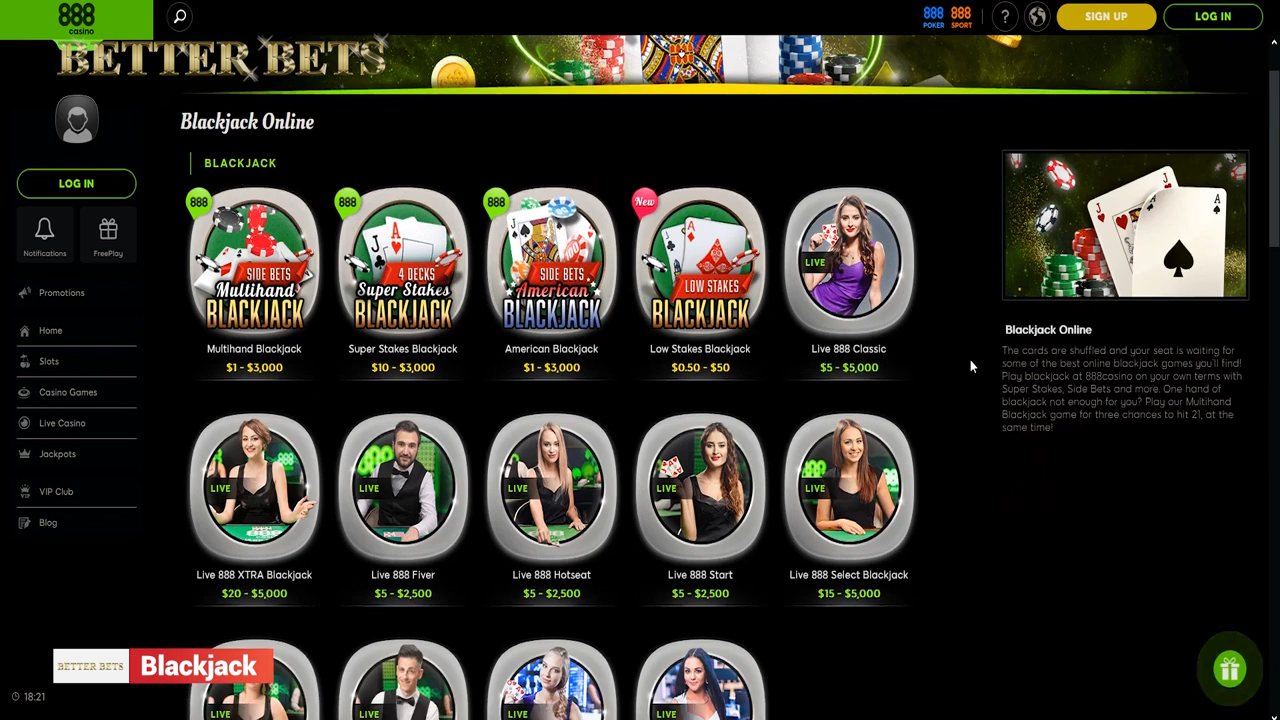 888
casino
888
POKER
888
SPORT
?
SIGN UP
LOG IN
BETTER BETS
LOG IN
Notifications
FreePlay
Promotions
Home
Slots
Casino Games
Live Casino
Jackpots
VIP
VIP Club
Blog
18:21
Blackjack Online
BLACKJACK
888
SIDE BETS
Multihand
BLACKJACK
Multihand Blackjack
$1 - $3,000
888
J
A
4 DECKS
Super Stakes
BLACKJACK
Super Stakes Blackjack
$10 - $3,000
888
J
SIDE BETS
American
BLACKJACK
American Blackjack
$1 - $3,000
New
J
A
LOW STAKES
BLACKJACK
Low Stakes Blackjack
$0.50 - $50
LIVE
Live 888 Classic
$5 - $5,000
LIVE
Live 888 XTRA Blackjack
$20 - $5,000
LIVE
Live 888 Fiver
$5 - $2,500
LIVE
Live 888 Hotseat
$5 - $2,500
LIVE
Live 888 Start
$5 - $2,500
LIVE
Live 888 Select Blackjack
$15 - $5,000
LIVE
LIVE
LIVE
LIVE
BETTER BETS
Blackjack
J
J
A
Blackjack Online
The cards are shuffled and your seat is waiting for
some of the best online blackjack games you'll find!
Play blackjack at 888casino on your own terms with
Super Stakes, Side Bets and more. One hand of
blackjack not enough for you? Play our Multihand
Blackjack game for three chances to hit 21, at the
same time!